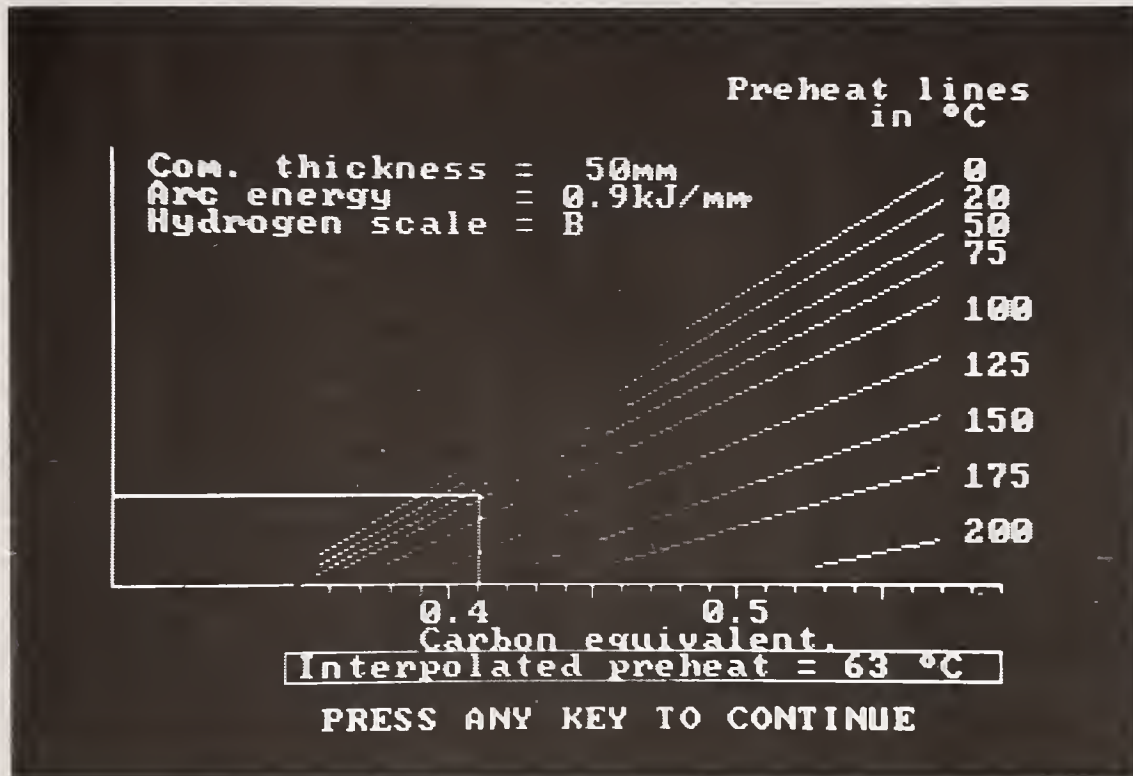 Preheat lines
in °C
Com. thickness = 50mm
Arc energy = 0.9kJ/mm
Hydrogen scale = B
0
20
50
75
100
125
150
175
200
0.4 0.5
Carbon equivalent.
Interpolated preheat = 63 °C
PRESS ANY KEY TO CONTINUE